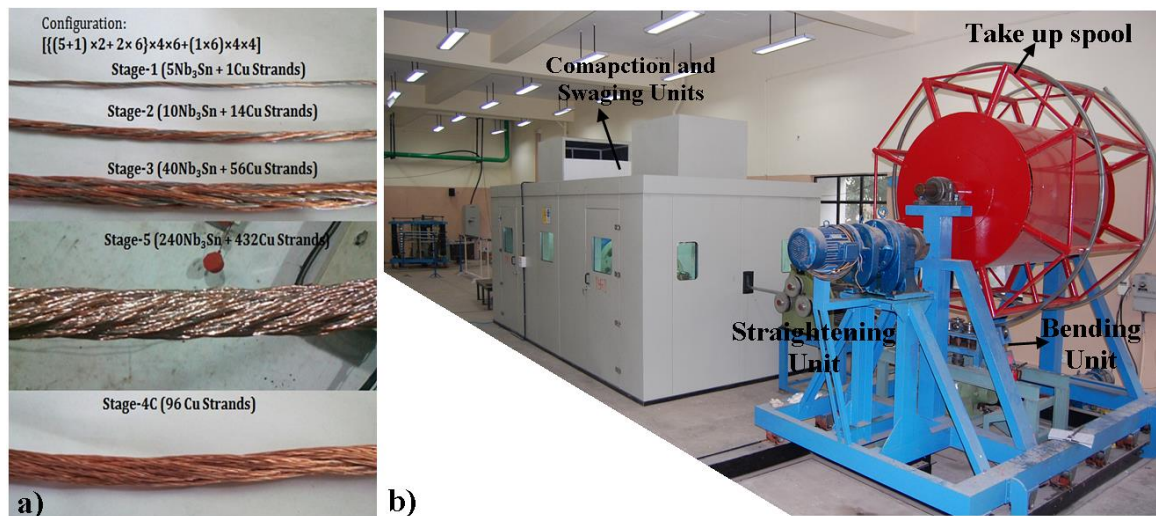 Configuration:
[{(5+1) ×2+ 2× 6}×4×6+(1×6)×4×4]
Stage-1 (5Nb₃Sn + 1Cu Strands)
Stage-2 (10Nb₃Sn + 14Cu Strands)
Stage-3 (40Nb₃Sn + 56Cu Strands)
Stage-5 (240Nb₃Sn + 432Cu Strands)
Stage-4C (96 Cu Strands)
a)
Comapction and
Swaging Units
Take up spool
Straightening
Unit
Bending
Unit
b)